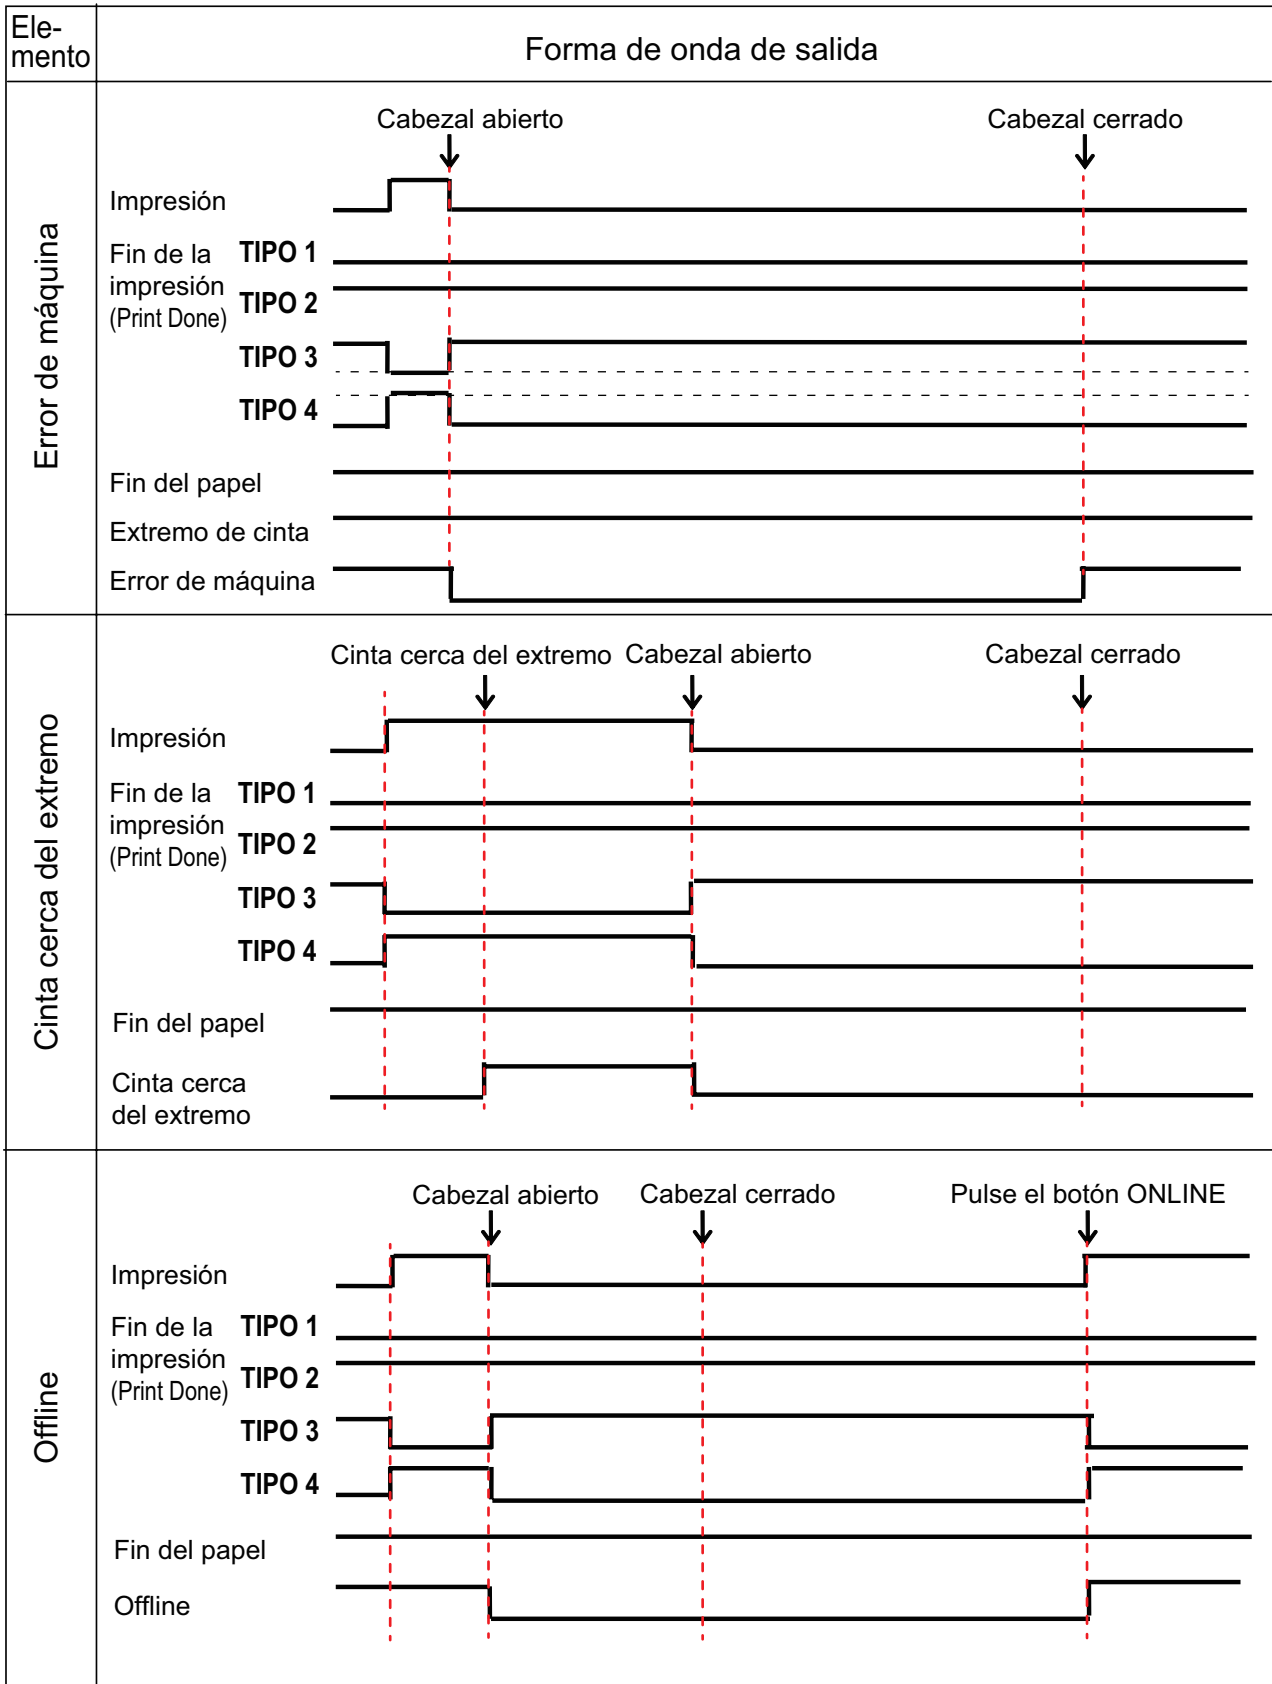 Ele-
mento
Forma de onda de salida
Error de máquina
Cabezal abierto
Cabezal cerrado
Impresión
Fin de la
impresión
(Print Done)
TIPO 1
TIPO 2
TIPO 3
TIPO 4
Fin del papel
Extremo de cinta
Error de máquina
Cinta cerca del extremo
Cinta cerca del extremo
Cabezal abierto
Cabezal cerrado
Impresión
Fin de la
impresión
(Print Done)
TIPO 1
TIPO 2
TIPO 3
TIPO 4
Fin del papel
Cinta cerca
del extremo
Offline
Cabezal abierto
Cabezal cerrado
Pulse el botón ONLINE
Impresión
Fin de la
impresión
(Print Done)
TIPO 1
TIPO 2
TIPO 3
TIPO 4
Fin del papel
Offline